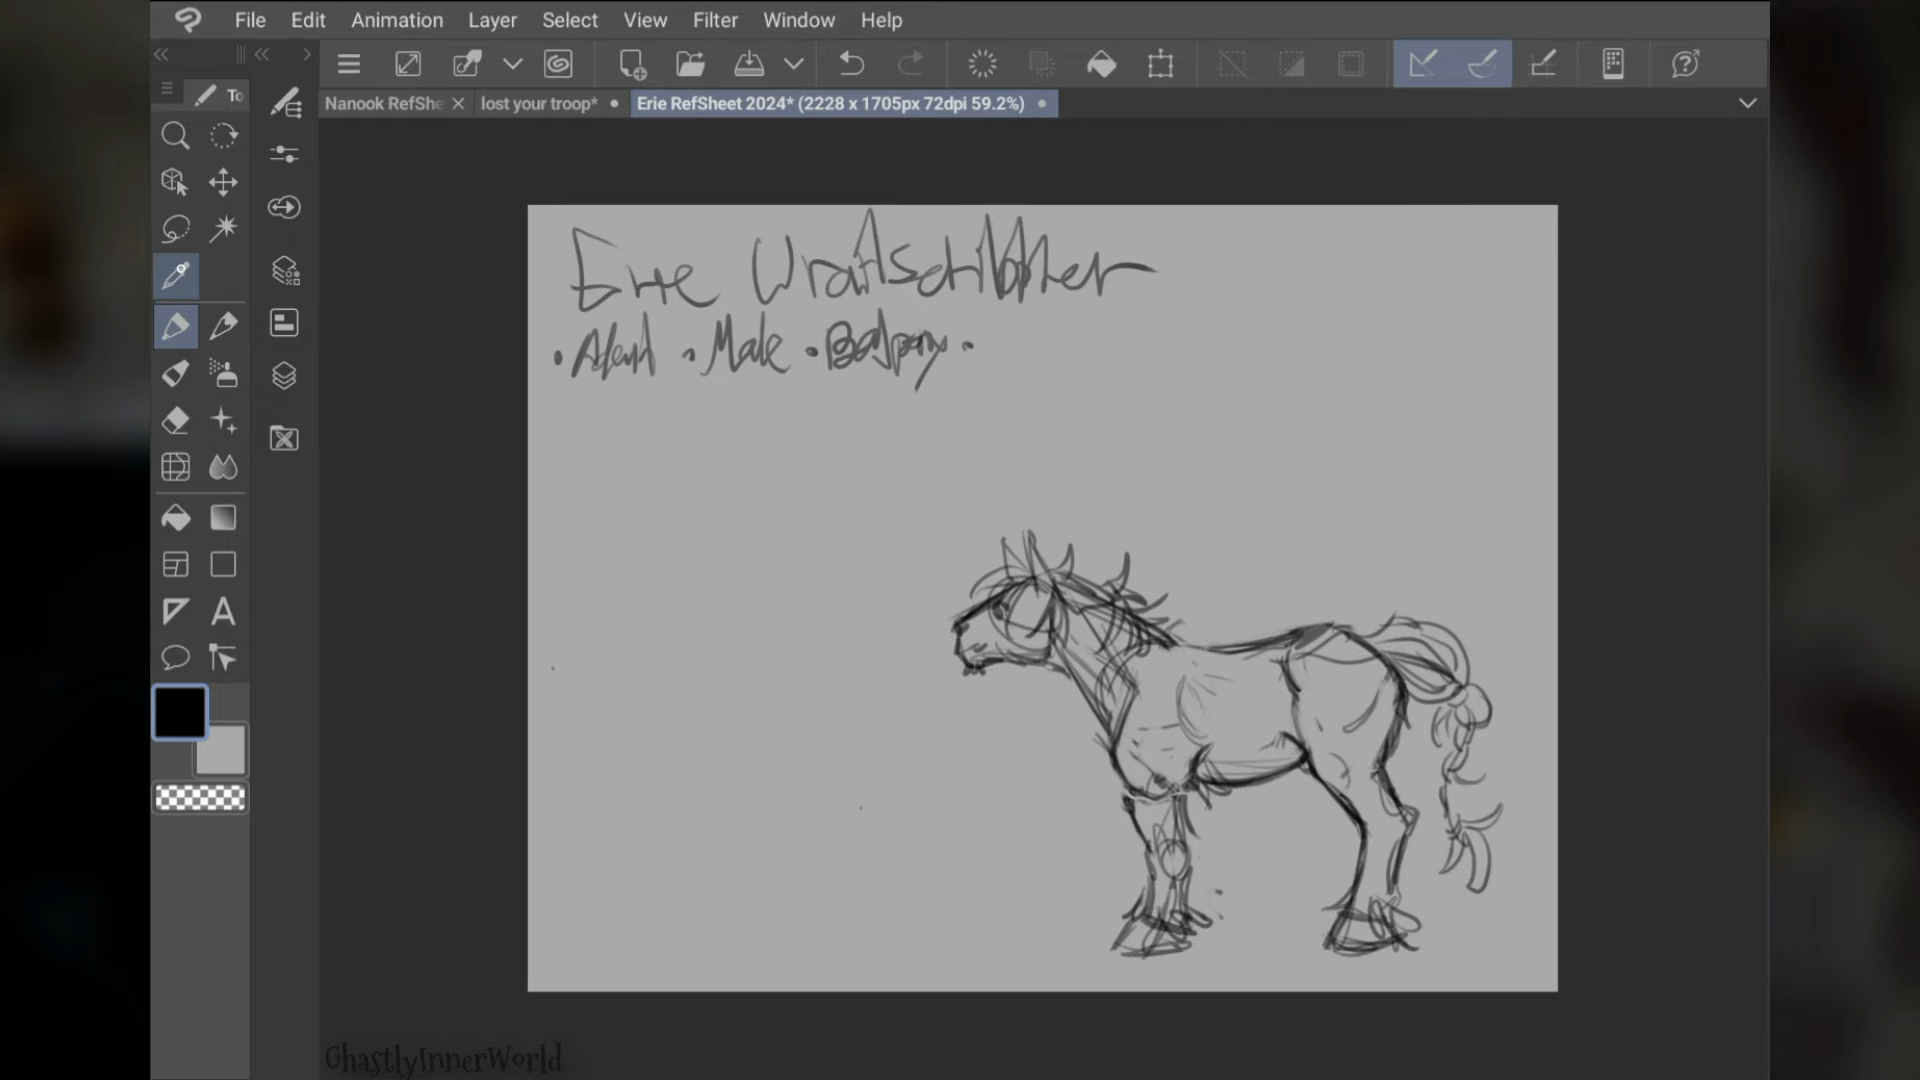 File Edit Animation Layer Select View Filter Window Help
To
Nanook RefShe lost your troop* Erie RefSheet 2024* (2228 x 1705px 72dpi 59.2%)
Erie
• Male •
GhastlyInnerWorld